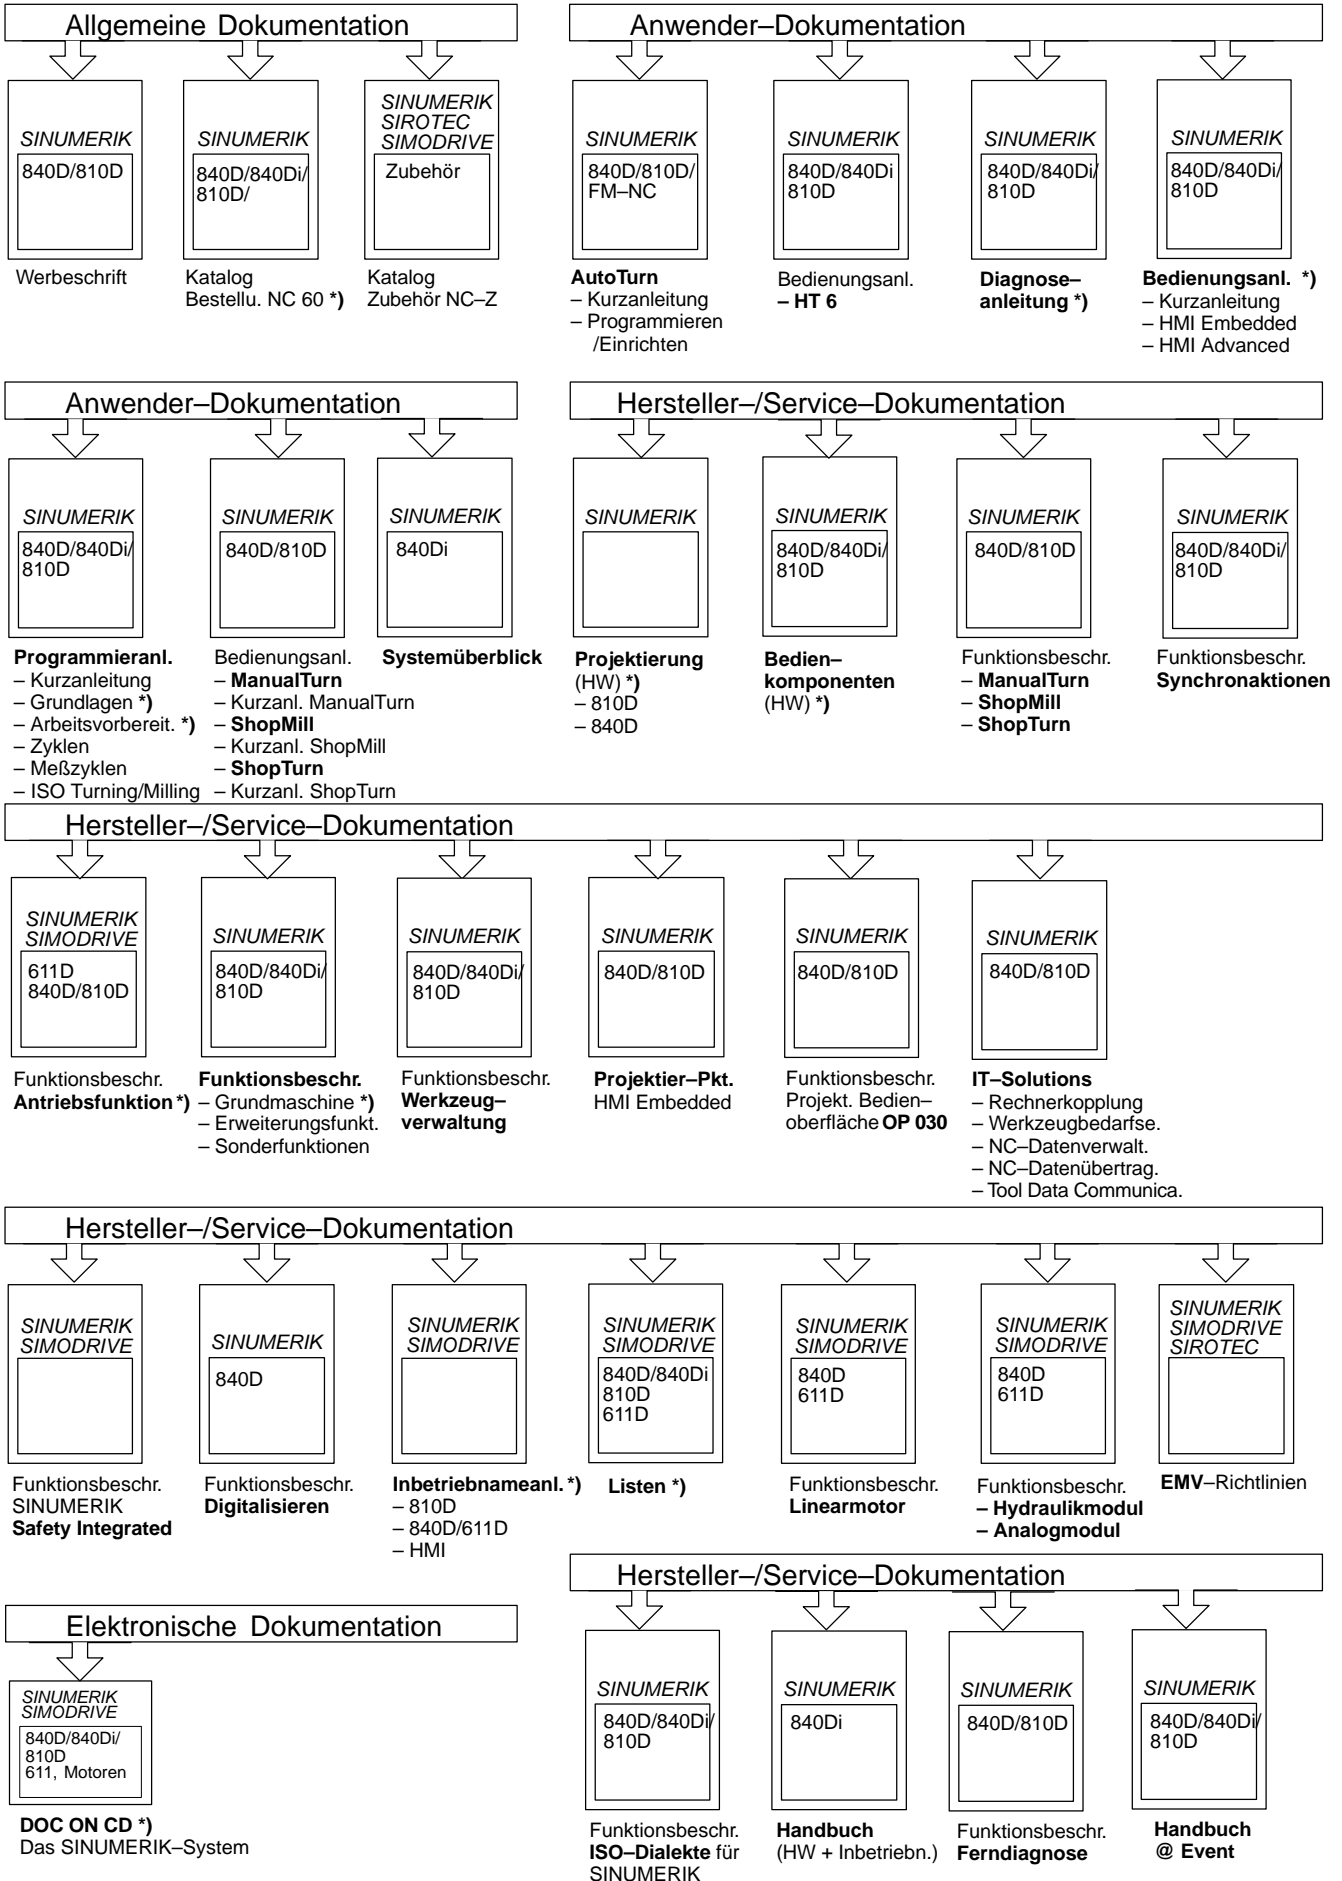 Allgemeine Dokumentation
SINUMERIK
840D/810D
Werbeschrift
SINUMERIK
840D/840Di/
810D/
Katalog
Bestellu. NC 60 *)
SINUMERIK
SIROTEC
SIMODRIVE
Zubehör
Katalog
Zubehör NC–Z
Anwender–Dokumentation
SINUMERIK
840D/810D/
FM–NC
AutoTurn
– Kurzanleitung
– Programmieren
/Einrichten
SINUMERIK
840D/840Di
810D
Bedienungsanl.
– HT 6
SINUMERIK
840D/840Di/
810D
Diagnose–
anleitung *)
SINUMERIK
840D/840Di/
810D
Bedienungsanl. *)
– Kurzanleitung
– HMI Embedded
– HMI Advanced
Anwender–Dokumentation
SINUMERIK
840D/840Di/
810D
Programmieranl.
– Kurzanleitung
– Grundlagen *)
– Arbeitsvorbereit. *)
– Zyklen
– Meßzyklen
– ISO Turning/Milling
SINUMERIK
840D/810D
Bedienungsanl.
– ManualTurn
– Kurzanl. ManualTurn
– ShopMill
– Kurzanl. ShopMill
– ShopTurn
– Kurzanl. ShopTurn
SINUMERIK
840Di
Systemüberblick
Hersteller–/Service–Dokumentation
SINUMERIK
Projektierung
(HW) *)
– 810D
– 840D
SINUMERIK
840D/840Di/
810D
Bedien–
komponenten
(HW) *)
SINUMERIK
840D/810D
Funktionsbeschr.
– ManualTurn
– ShopMill
– ShopTurn
SINUMERIK
840D/840Di/
810D
Funktionsbeschr.
Synchronaktionen
Hersteller–/Service–Dokumentation
SINUMERIK
SIMODRIVE
611D
840D/810D
Funktionsbeschr.
Antriebsfunktion *)
SINUMERIK
840D/840Di/
810D
Funktionsbeschr.
– Grundmaschine *)
– Erweiterungsfunkt.
– Sonderfunktionen
SINUMERIK
840D/840Di/
810D
Funktionsbeschr.
Werkzeug–
verwaltung
SINUMERIK
840D/810D
Projektier–Pkt.
HMI Embedded
SINUMERIK
840D/810D
Funktionsbeschr.
Projekt. Bedien–
oberfläche OP 030
SINUMERIK
840D/810D
IT–Solutions
– Rechnerkopplung
– Werkzeugbedarfse.
– NC–Datenverwalt.
– NC–Datenübertrag.
– Tool Data Communica.
Hersteller–/Service–Dokumentation
SINUMERIK
SIMODRIVE
Funktionsbeschr.
SINUMERIK
Safety Integrated
SINUMERIK
840D
Funktionsbeschr.
Digitalisieren
SINUMERIK
SIMODRIVE
Inbetriebnameanl. *)
– 810D
– 840D/611D
– HMI
SINUMERIK
SIMODRIVE
840D/840Di
810D
611D
Listen *)
SINUMERIK
SIMODRIVE
840D
611D
Funktionsbeschr.
Linearmotor
SINUMERIK
SIMODRIVE
840D
611D
Funktionsbeschr.
– Hydraulikmodul
– Analogmodul
SINUMERIK
SIMODRIVE
SIROTEC
EMV–Richtlinien
Elektronische Dokumentation
SINUMERIK
SIMODRIVE
840D/840Di/
810D
611, Motoren
DOC ON CD *)
Das SINUMERIK–System
Hersteller–/Service–Dokumentation
SINUMERIK
840D/840Di/
810D
Funktionsbeschr.
ISO–Dialekte für
SINUMERIK
SINUMERIK
840Di
Handbuch
(HW + Inbetriebn.)
SINUMERIK
840D/810D
Funktionsbeschr.
Ferndiagnose
SINUMERIK
840D/840Di/
810D
Handbuch
@ Event